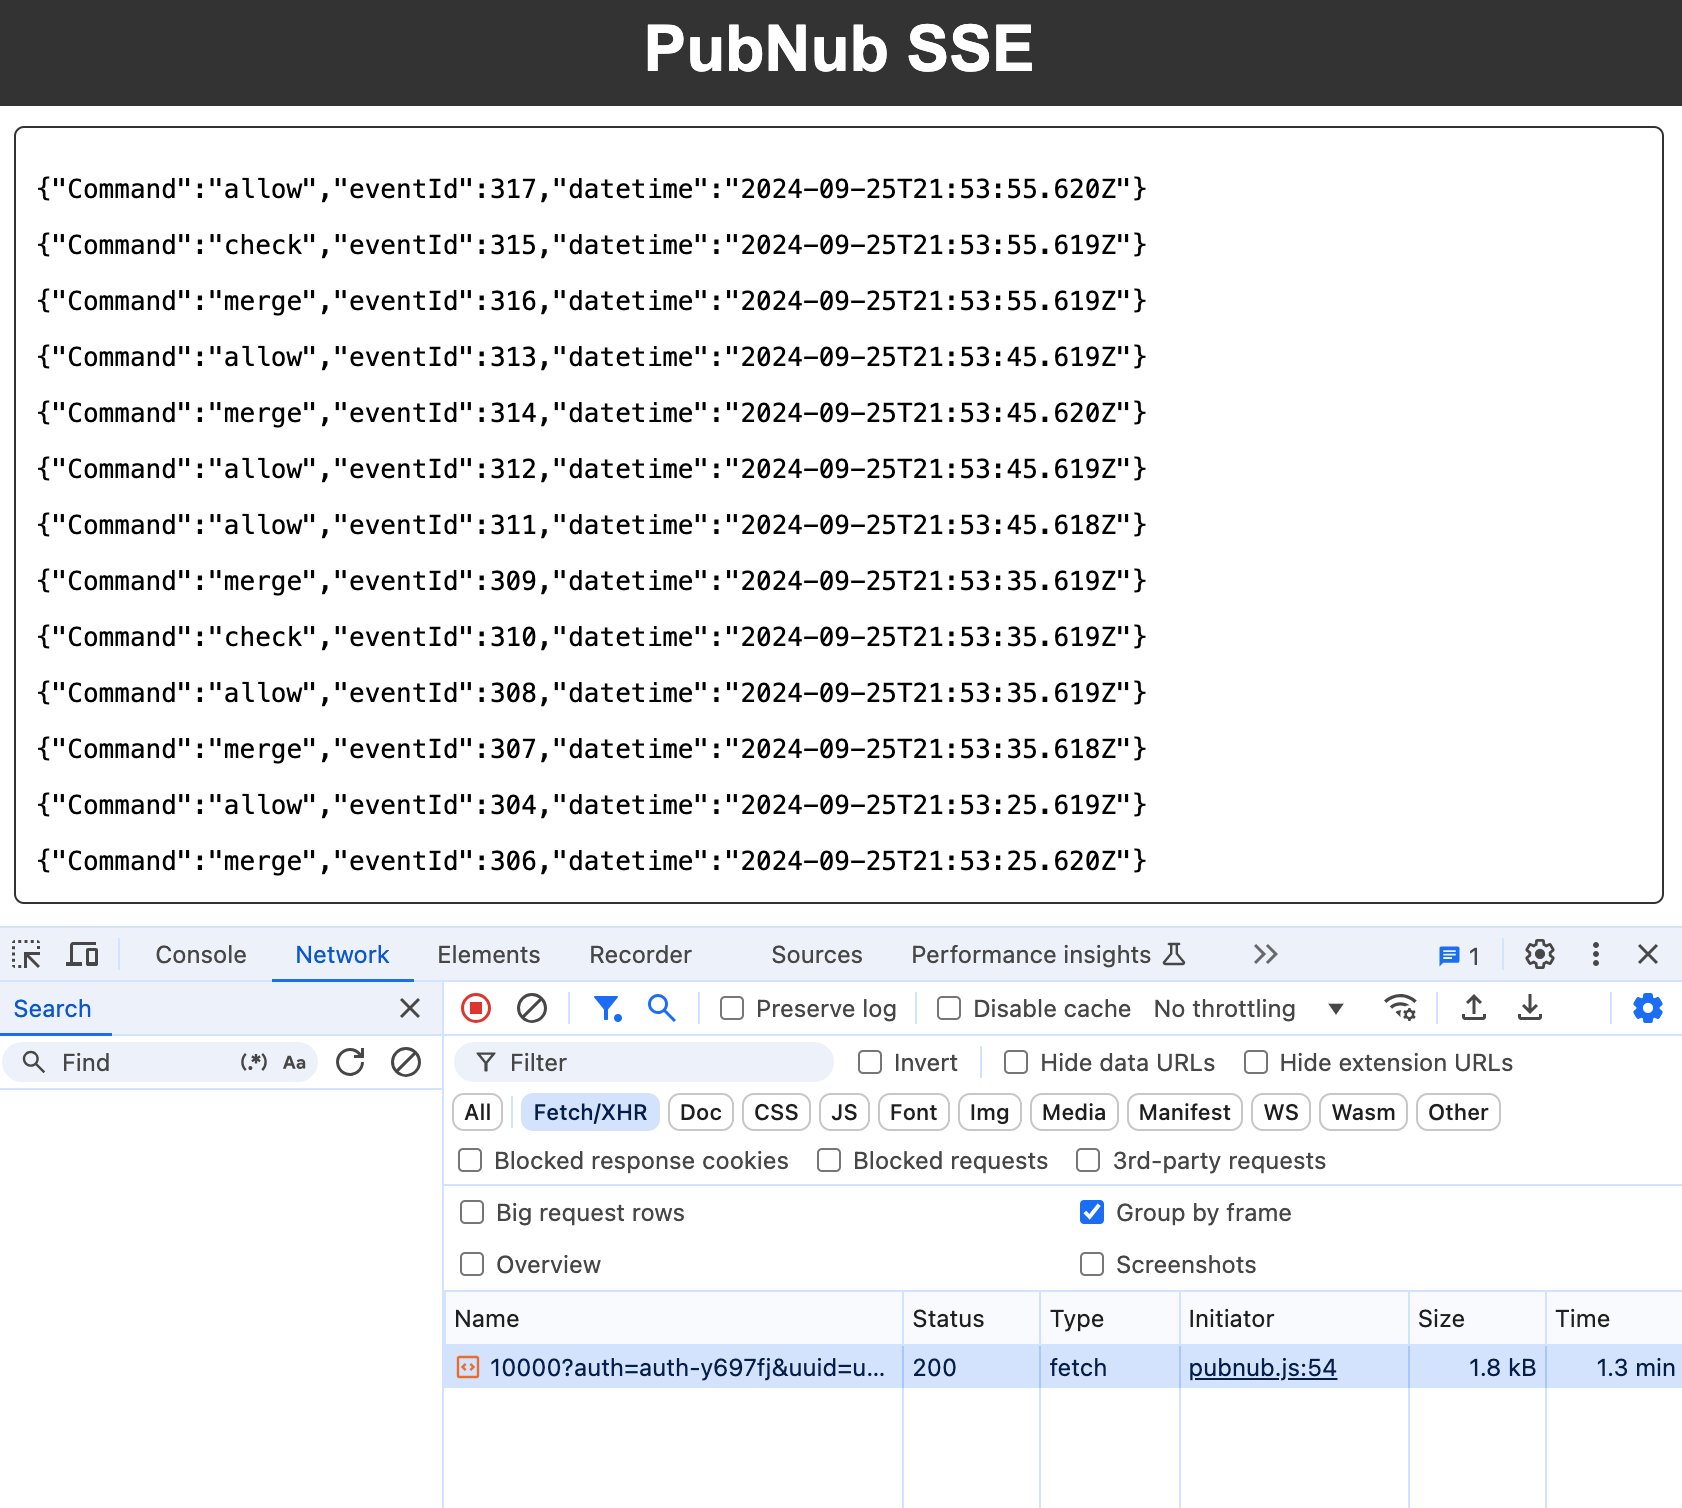 PubNub SSE
{"Command":"allow","eventId":317,"datetime":"2024-09-25T21:53:55.620Z"}
{"Command":"check","eventId":315,"datetime":"2024-09-25T21:53:55.619Z"}
{"Command":"merge","eventId":316,"datetime":"2024-09-25T21:53:55.619Z"}
{"Command":"allow","eventId":313,"datetime":"2024-09-25T21:53:45.619Z"}
{"Command":"merge","eventId":314,"datetime":"2024-09-25T21:53:45.620Z"}
{"Command":"allow","eventId":312,"datetime":"2024-09-25T21:53:45.619Z"}
{"Command":"allow","eventId":311,"datetime":"2024-09-25T21:53:45.618Z"}
{"Command":"merge","eventId":309,"datetime":"2024-09-25T21:53:35.619Z"}
{"Command":"check","eventId":310,"datetime":"2024-09-25T21:53:35.619Z"}
{"Command":"allow","eventId":308,"datetime":"2024-09-25T21:53:35.619Z"}
{"Command":"merge","eventId":307,"datetime":"2024-09-25T21:53:35.618Z"}
{"Command":"allow","eventId":304,"datetime":"2024-09-25T21:53:25.619Z"}
{"Command":"merge","eventId":306,"datetime":"2024-09-25T21:53:25.620Z"}
Console Network Elements Recorder Sources Performance insights 1
Search
Preserve log Disable cache No throttling
Find (.*) Aa
Filter Invert Hide data URLs Hide extension URLs
All Fetch/XHR Doc CSS JS Font Img Media Manifest WS Wasm Other
Blocked response cookies Blocked requests 3rd-party requests
Big request rows Group by frame
Overview Screenshots
Name Status Type Initiator Size Time
10000?auth=auth-y697fj&uuid=u... 200 fetch pubnub.js:54 1.8 kB 1.3 min